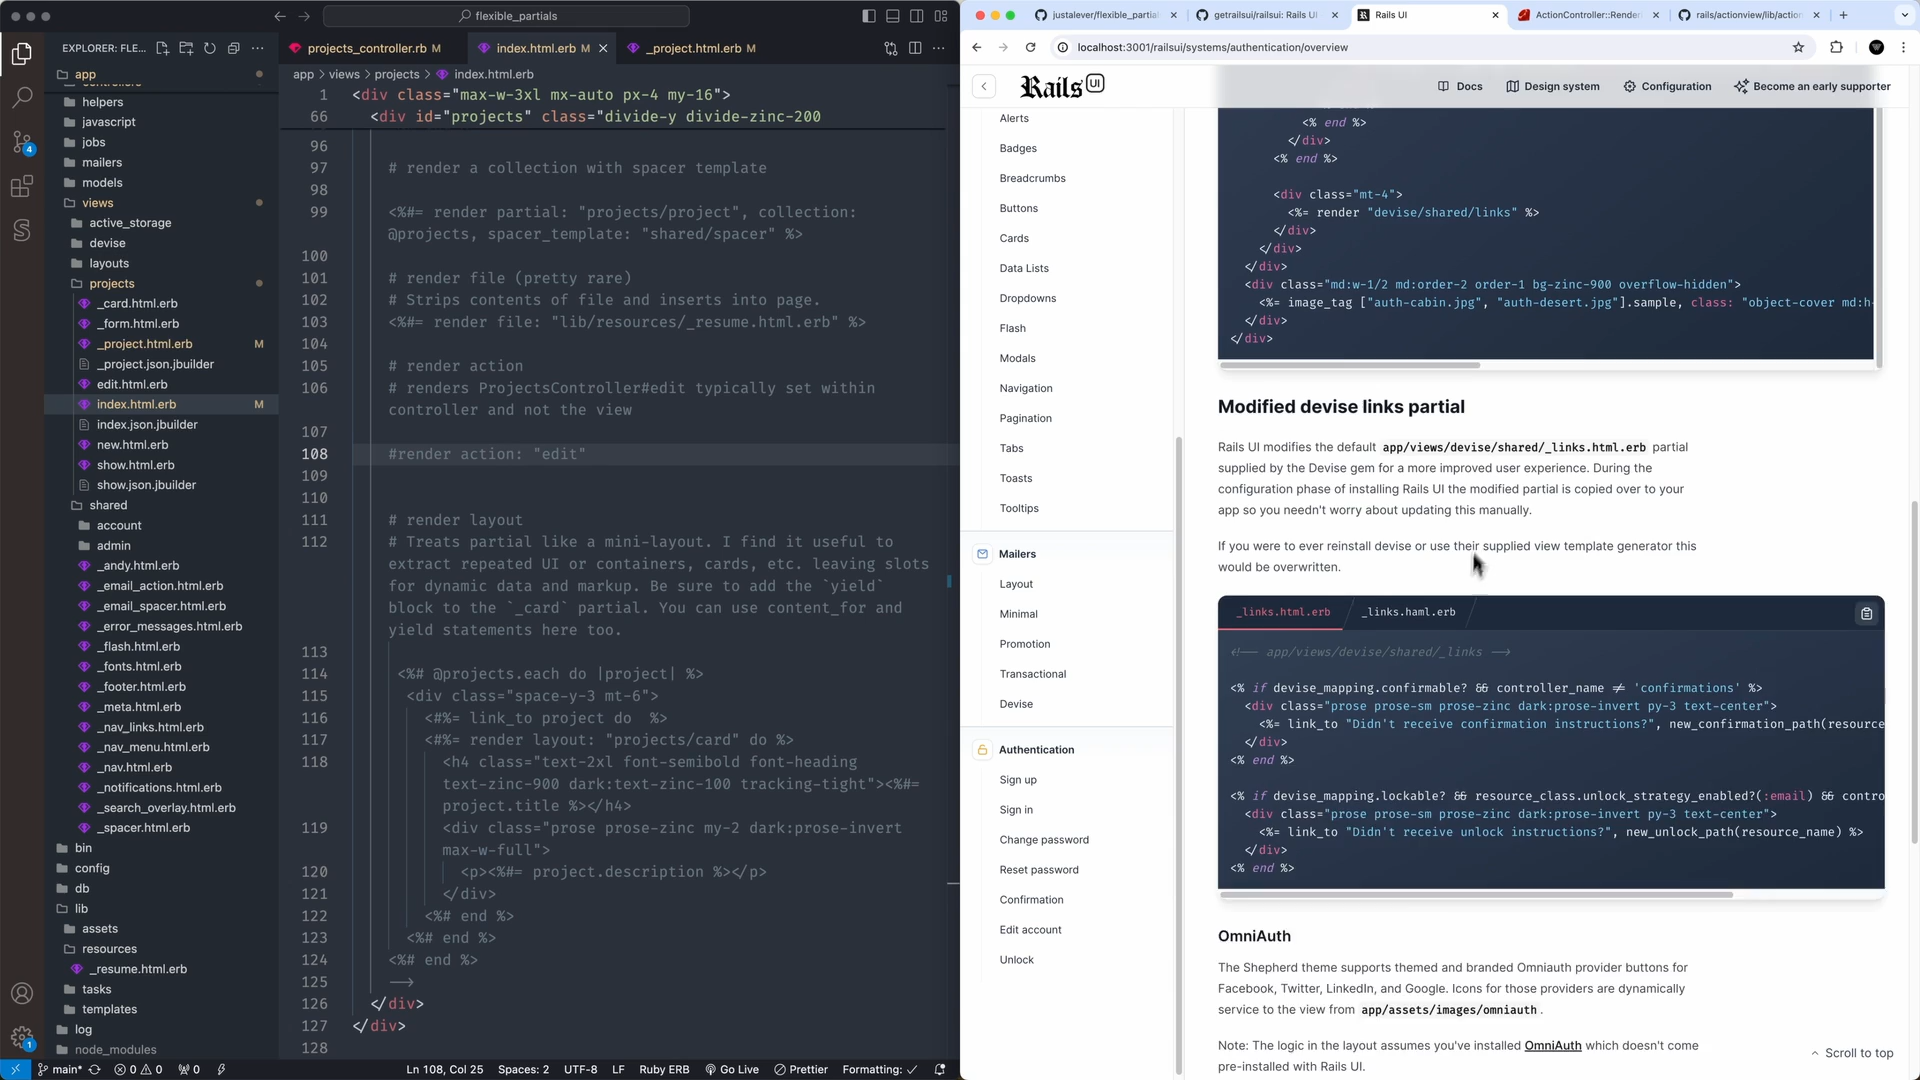 flexible_partials
EXPLORER: FLE...
app
controllers
helpers
javascript
jobs
mailers
models
views
active_storage
devise
layouts
projects
_card.html.erb
_form.html.erb
_project.html.erb M
_project.json.jbuilder
edit.html.erb
index.html.erb M
index.json.jbuilder
new.html.erb
show.html.erb
show.json.jbuilder
shared
account
admin
_andy.html.erb
_email_action.html.erb
_email_spacer.html.erb
_error_messages.html.erb
_flash.html.erb
_fonts.html.erb
_footer.html.erb
_meta.html.erb
_nav_links.html.erb
_nav_menu.html.erb
_nav.html.erb
_notifications.html.erb
_search_overlay.html.erb
_spacer.html.erb
bin
config
db
lib
assets
resources
_resume.html.erb
tasks
templates
log
node_modules
4
1
projects_controller.rb M
index.html.erb M
_project.html.erb M
app > views > projects > index.html.erb
1 <div class="max-w-3xl mx-auto px-4 my-16">
66 <div id="projects" class="divide-y divide-zinc-200
96
97 # render a collection with spacer template
98
99 <%#= render partial: "projects/project", collection:
@projects, spacer_template: "shared/spacer" %>
100
101 # render file (pretty rare)
102 # Strips contents of file and inserts into page.
103 <%#= render file: "lib/resources/_resume.html.erb" %>
104
105 # render action
106 # renders ProjectsController#edit typically set within
controller and not the view
107
108 #render action: "edit"
109
110
111 # render layout
112 # Treats partial like a mini-layout. I find it useful to
extract repeated UI or containers, cards, etc. leaving slots
for dynamic data and markup. Be sure to add the `yield`
block to the `_card` partial. You can use content_for and
yield statements here too.
113
114 <%# @projects.each do |project| %>
115 <div class="space-y-3 mt-6">
116 <#%= link_to project do %>
117 <#%= render layout: "projects/card" do %>
118 <h4 class="text-2xl font-semibold font-heading
text-zinc-900 dark:text-zinc-100 tracking-tight"><%#=
project.title %></h4>
119 <div class="prose prose-zinc my-2 dark:prose-invert
max-w-full">
120 <p><%#= project.description %></p>
121 </div>
122 <%# end %>
123 <%# end %>
124 <%# end %>
125 -->
126 </div>
127 </div>
128
main* 0 0 0 Ln 108, Col 25 Spaces: 2 UTF-8 LF Ruby ERB Go Live Prettier Formatting: ✓
justalever/flexible_partial
getrailsui/railsui: Rails UI
Rails UI
ActionController::Render
rails/actionview/lib/action
localhost:3001/railsui/systems/authentication/overview
Rails UI
Docs
Design system
Configuration
Become an early supporter
Alerts
Badges
Breadcrumbs
Buttons
Cards
Data Lists
Dropdowns
Flash
Modals
Navigation
Pagination
Tabs
Toasts
Tooltips
Mailers
Layout
Minimal
Promotion
Transactional
Devise
Authentication
Sign up
Sign in
Change password
Reset password
Confirmation
Edit account
Unlock
<% end %>
</div>
<% end %>
<div class="mt-4">
<%= render "devise/shared/links" %>
</div>
</div>
</div>
<div class="md:w-1/2 md:order-2 order-1 bg-zinc-900 overflow-hidden">
<%= image_tag ["auth-cabin.jpg", "auth-desert.jpg"].sample, class: "object-cover md:h-
</div>
</div>
Modified devise links partial
Rails UI modifies the default app/views/devise/shared/_links.html.erb partial
supplied by the Devise gem for a more improved user experience. During the
configuration phase of installing Rails UI the modified partial is copied over to your
app so you needn't worry about updating this manually.
If you were to ever reinstall devise or use their supplied view template generator this
would be overwritten.
_links.html.erb
_links.haml.erb
<!-- app/views/devise/shared/_links -->
<% if devise_mapping.confirmable? && controller_name != 'confirmations' %>
<div class="prose prose-sm prose-zinc dark:prose-invert py-3 text-center">
<%= link_to "Didn't receive confirmation instructions?", new_confirmation_path(resource
</div>
<% end %>
<% if devise_mapping.lockable? && resource_class.unlock_strategy_enabled?(:email) && contro
<div class="prose prose-sm prose-zinc dark:prose-invert py-3 text-center">
<%= link_to "Didn't receive unlock instructions?", new_unlock_path(resource_name) %>
</div>
<% end %>
OmniAuth
The Shepherd theme supports themed and branded Omniauth provider buttons for
Facebook, Twitter, LinkedIn, and Google. Icons for those providers are dynamically
service to the view from app/assets/images/omniauth .
Note: The logic in the layout assumes you've installed OmniAuth which doesn't come
pre-installed with Rails UI.
Scroll to top